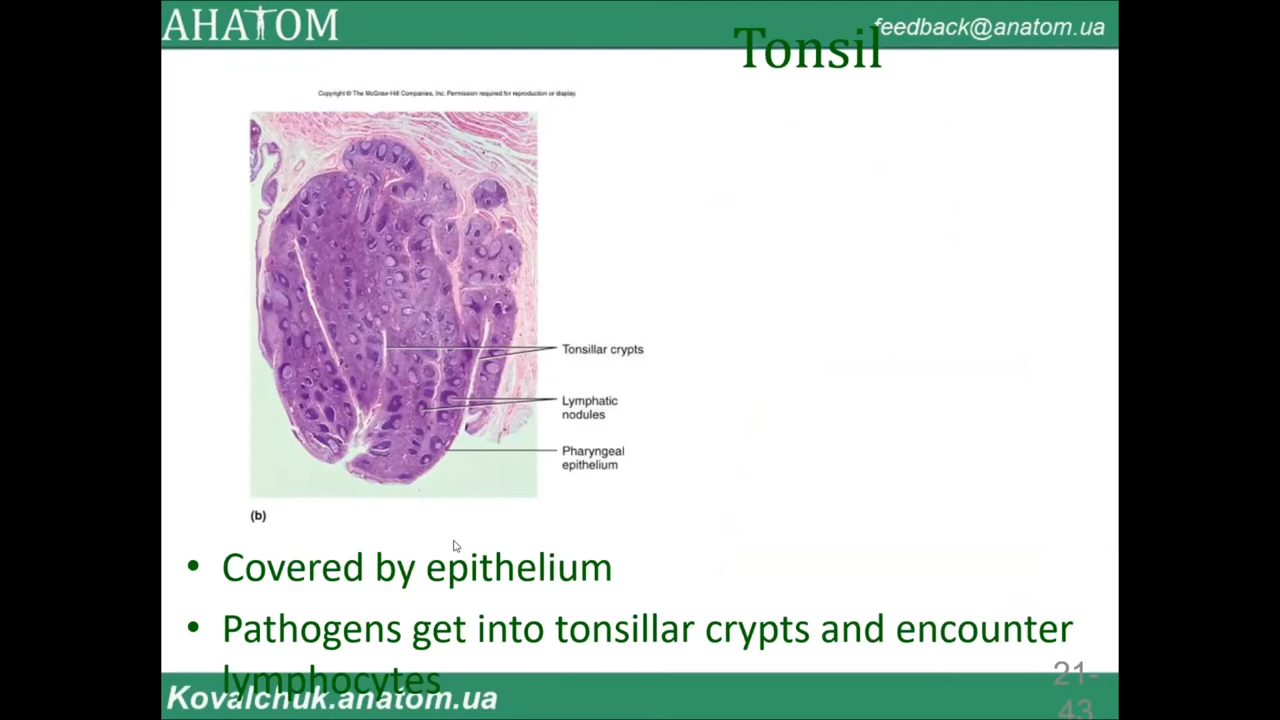 АНАТОМ
feedback@anatom.ua
Tonsil
Copyright © The McGraw-Hill Companies, Inc. Permission required for reproduction or display.
Tonsillar crypts
Lymphatic
nodules
Pharyngeal
epithelium
(b)
• Covered by epithelium
• Pathogens get into tonsillar crypts and encounter
lymphocytes
21-
43
Kovalchuk.anatom.ua